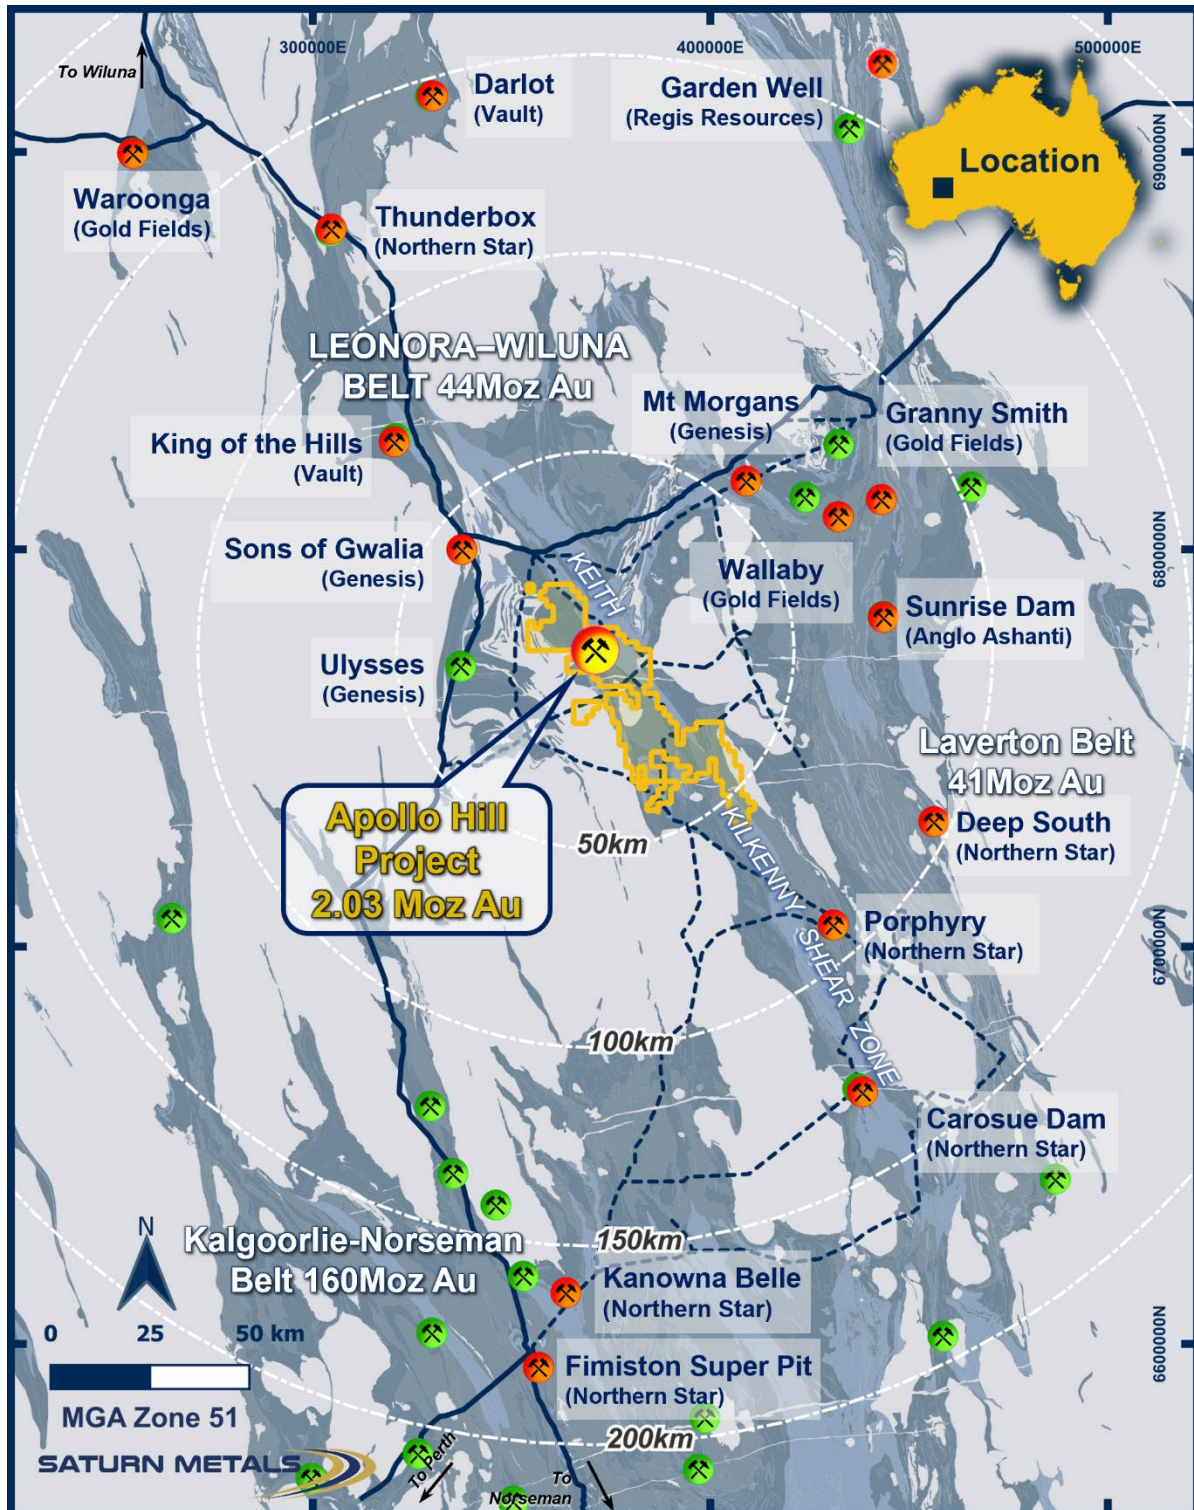 300000E
400000E
500000E
To Wiluna
Darlot
(Vault)
Garden Well
(Regis Resources)
6900000N
Location
Waroonga
(Gold Fields)
Thunderbox
(Northern Star)
LEONORA–WILUNA
BELT 44Moz Au
Mt Morgans
(Genesis)
Granny Smith
(Gold Fields)
King of the Hills
(Vault)
Sons of Gwalia
(Genesis)
6800000N
KEITH
Wallaby
(Gold Fields)
Sunrise Dam
(Anglo Ashanti)
Ulysses
(Genesis)
Laverton Belt
41Moz Au
Apollo Hill
Project
2.03 Moz Au
50km
KILKENNY
SHEAR
ZONE
Deep South
(Northern Star)
Porphyry
(Northern Star)
6700000N
100km
Carosue Dam
(Northern Star)
150km
N
Kalgoorlie-Norseman
Belt 160Moz Au
Kanowna Belle
(Northern Star)
0 25 50 km
6600000N
Fimiston Super Pit
(Northern Star)
MGA Zone 51
200km
SATURN METALS
To Perth
To
Norseman